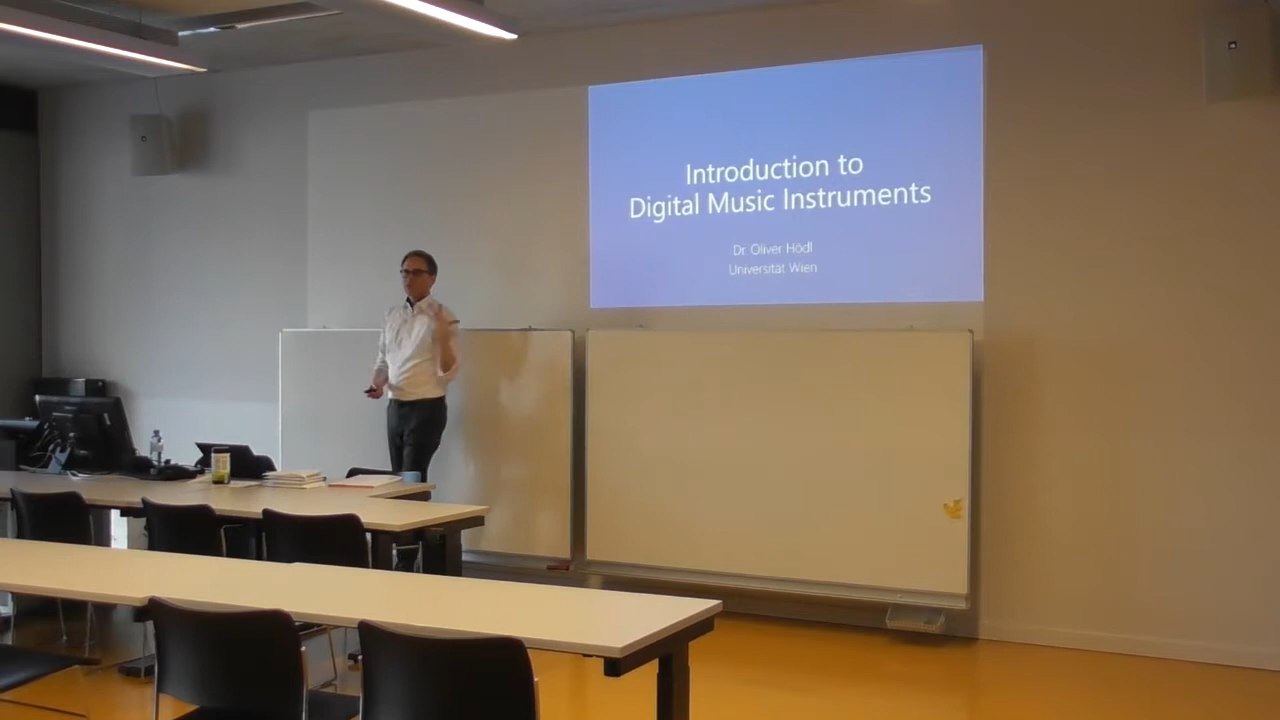 Introduction to
Digital Music Instruments
Dr. Oliver Hödl
Universität Wien